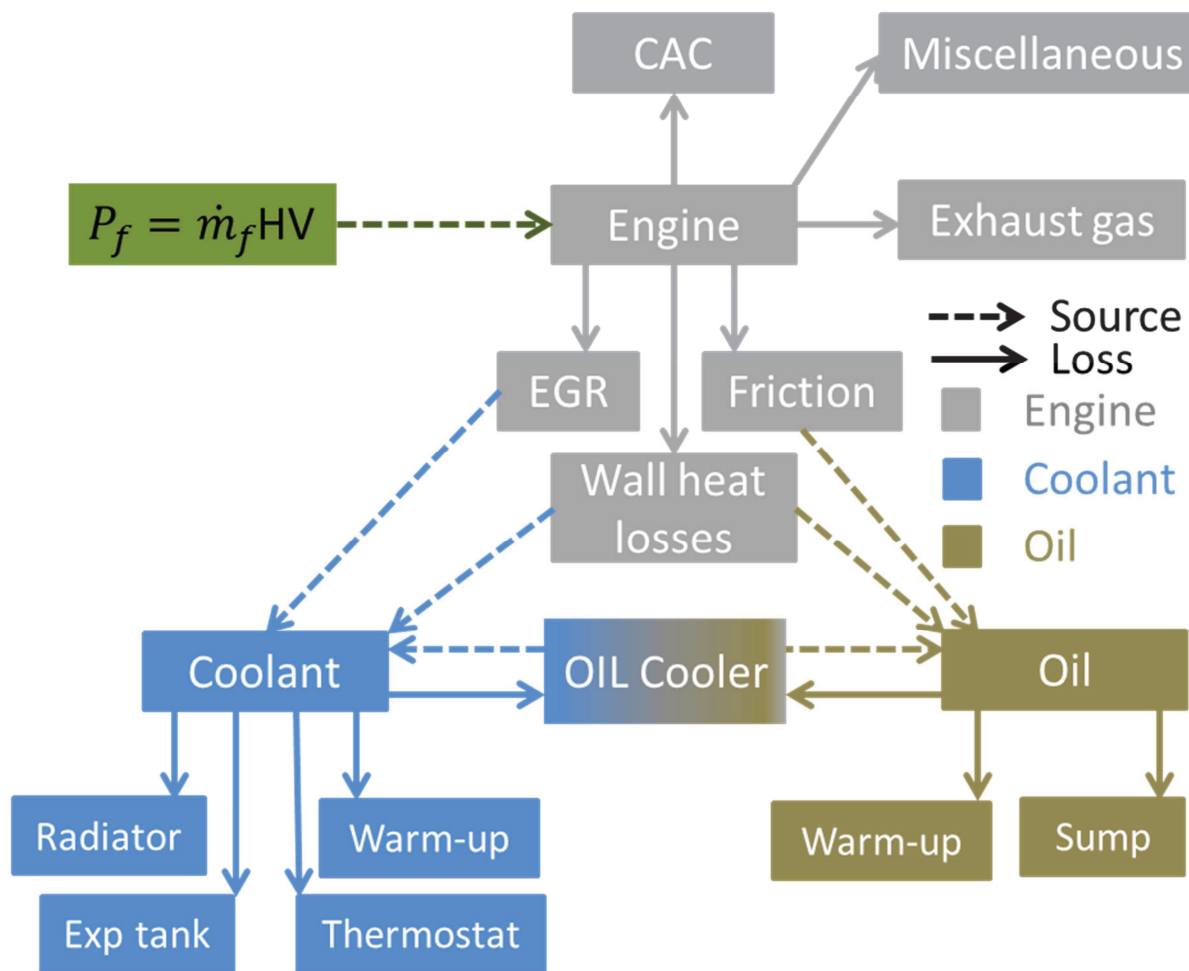 CAC
Miscellaneous
P_f = ṁ_f HV
Engine
Exhaust gas
Source
Loss
EGR
Friction
Engine
Wall heat
losses
Coolant
Oil
Coolant
OIL Cooler
Oil
Radiator
Warm-up
Warm-up
Sump
Exp tank
Thermostat